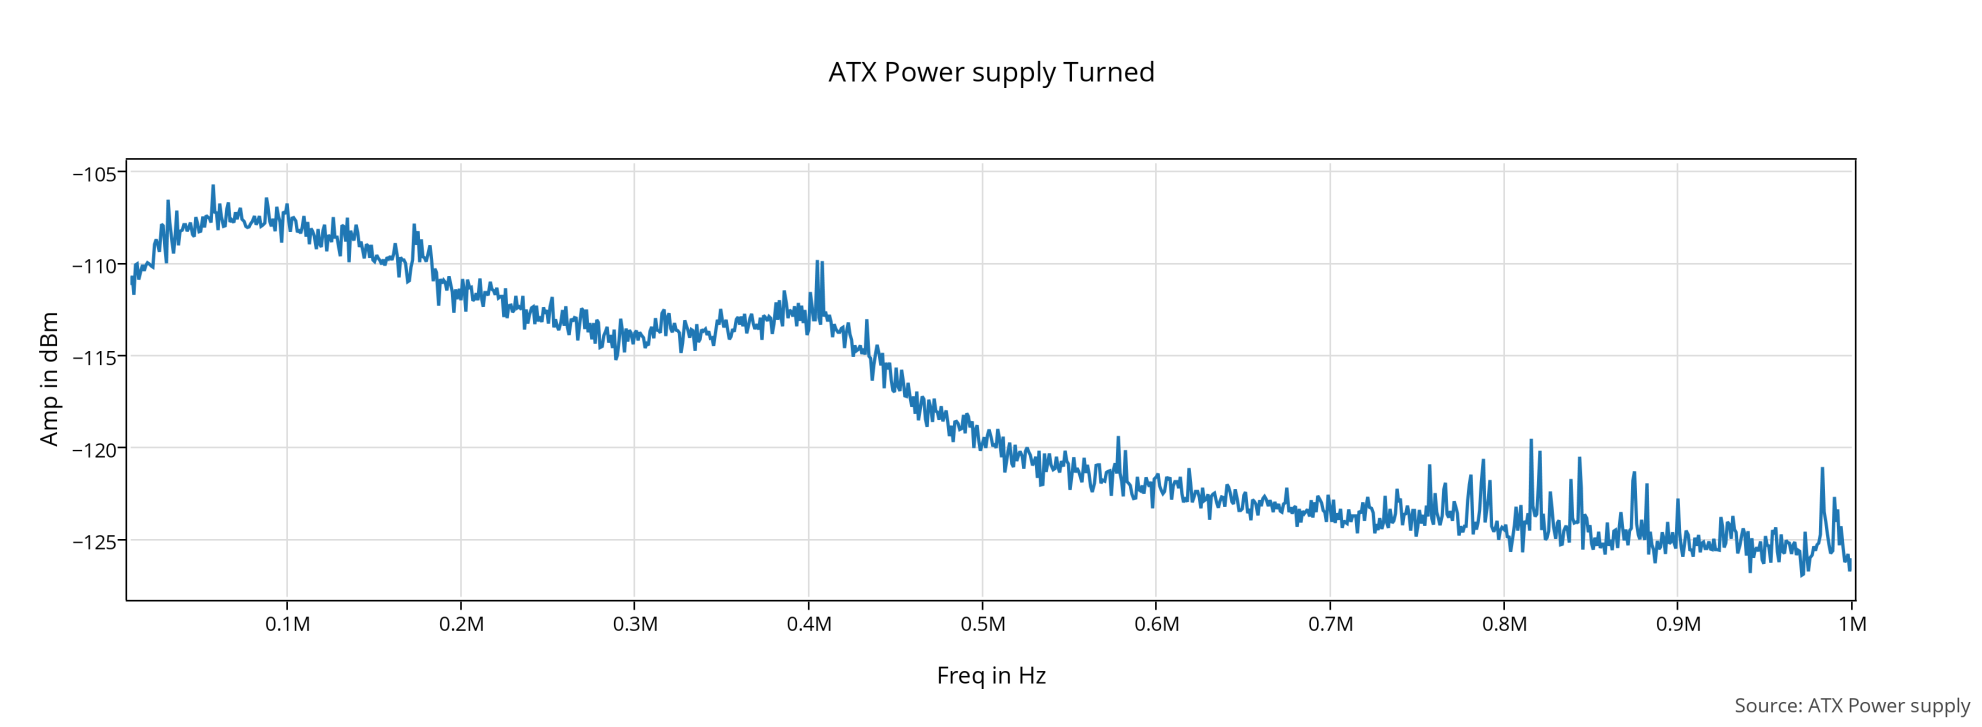 ATX Power supply Turned
Amp in dBm
−105
−110
−115
−120
−125
0.1M 0.2M 0.3M 0.4M 0.5M 0.6M 0.7M 0.8M 0.9M 1M
Freq in Hz
Source: ATX Power supply